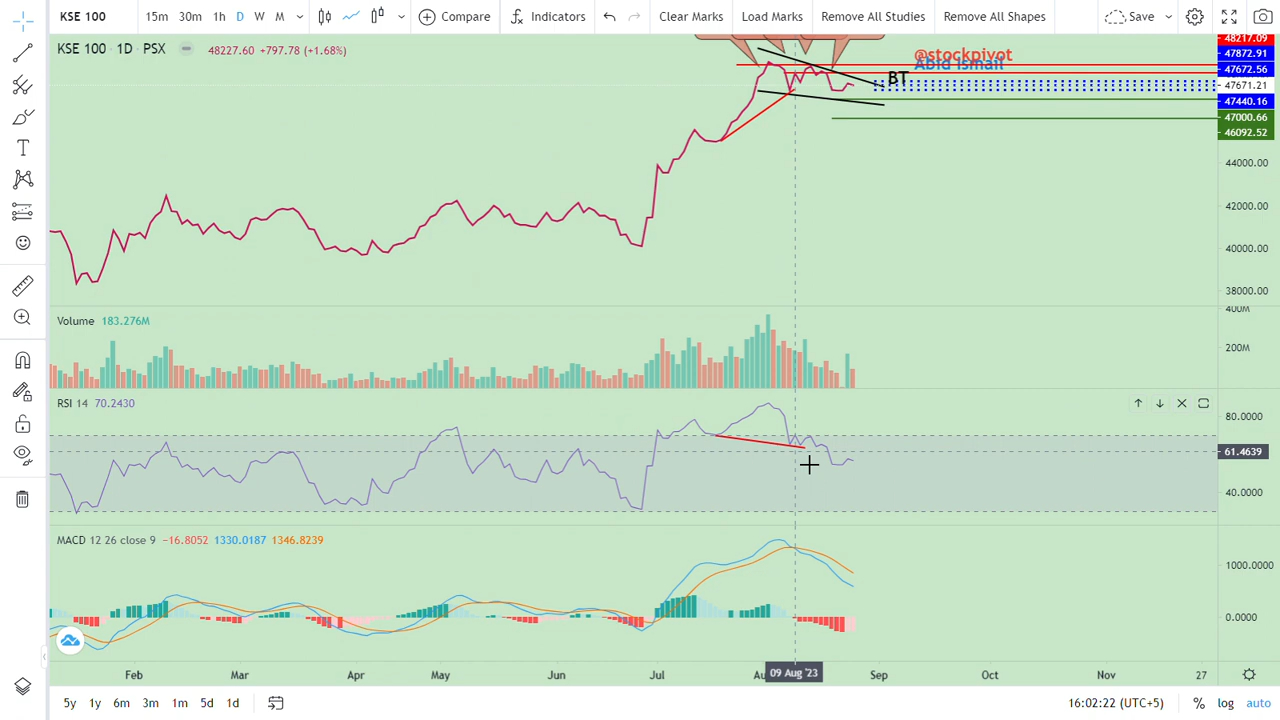 KSE 100 15m 30m 1h D W M Compare Indicators Clear Marks Load Marks Remove All Studies Remove All Shapes Save
KSE 100 · 1D · PSX 48227.60 +797.78 (+1.68%)
@stockpivot
Abid Ismail
BT
48217.09
47872.91
47672.56
47671.21
47440.16
47000.66
46092.52
44000.00
42000.00
40000.00
38000.00
Volume 183.276M
400M
200M
RSI 14 70.2430
80.0000
61.4639
40.0000
MACD 12 26 close 9 −16.8052 1330.0187 1346.8239
1000.0000
0.0000
Feb Mar Apr May Jun Jul Au 09 Aug '23 Sep Oct Nov 27
5y 1y 6m 3m 1m 5d 1d 16:02:22 (UTC+5) % log auto